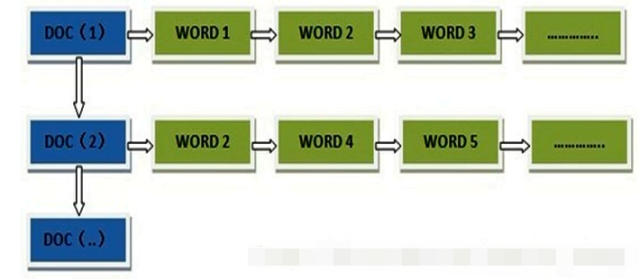 DOC（1） WORD 1 WORD 2 WORD 3 ..............
DOC（2） WORD 2 WORD 4 WORD 5 ..............
DOC（..）